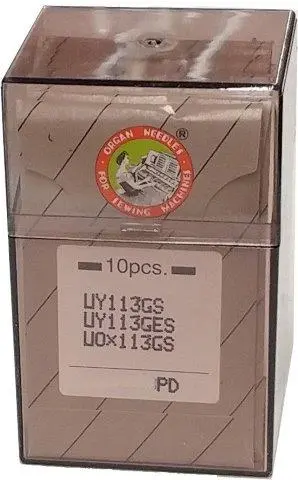 ORGAN NEEDLES
®
FOR SEWING MACHINES
10pcs.
UY113GS
UY113GES
UO×113GS
PD